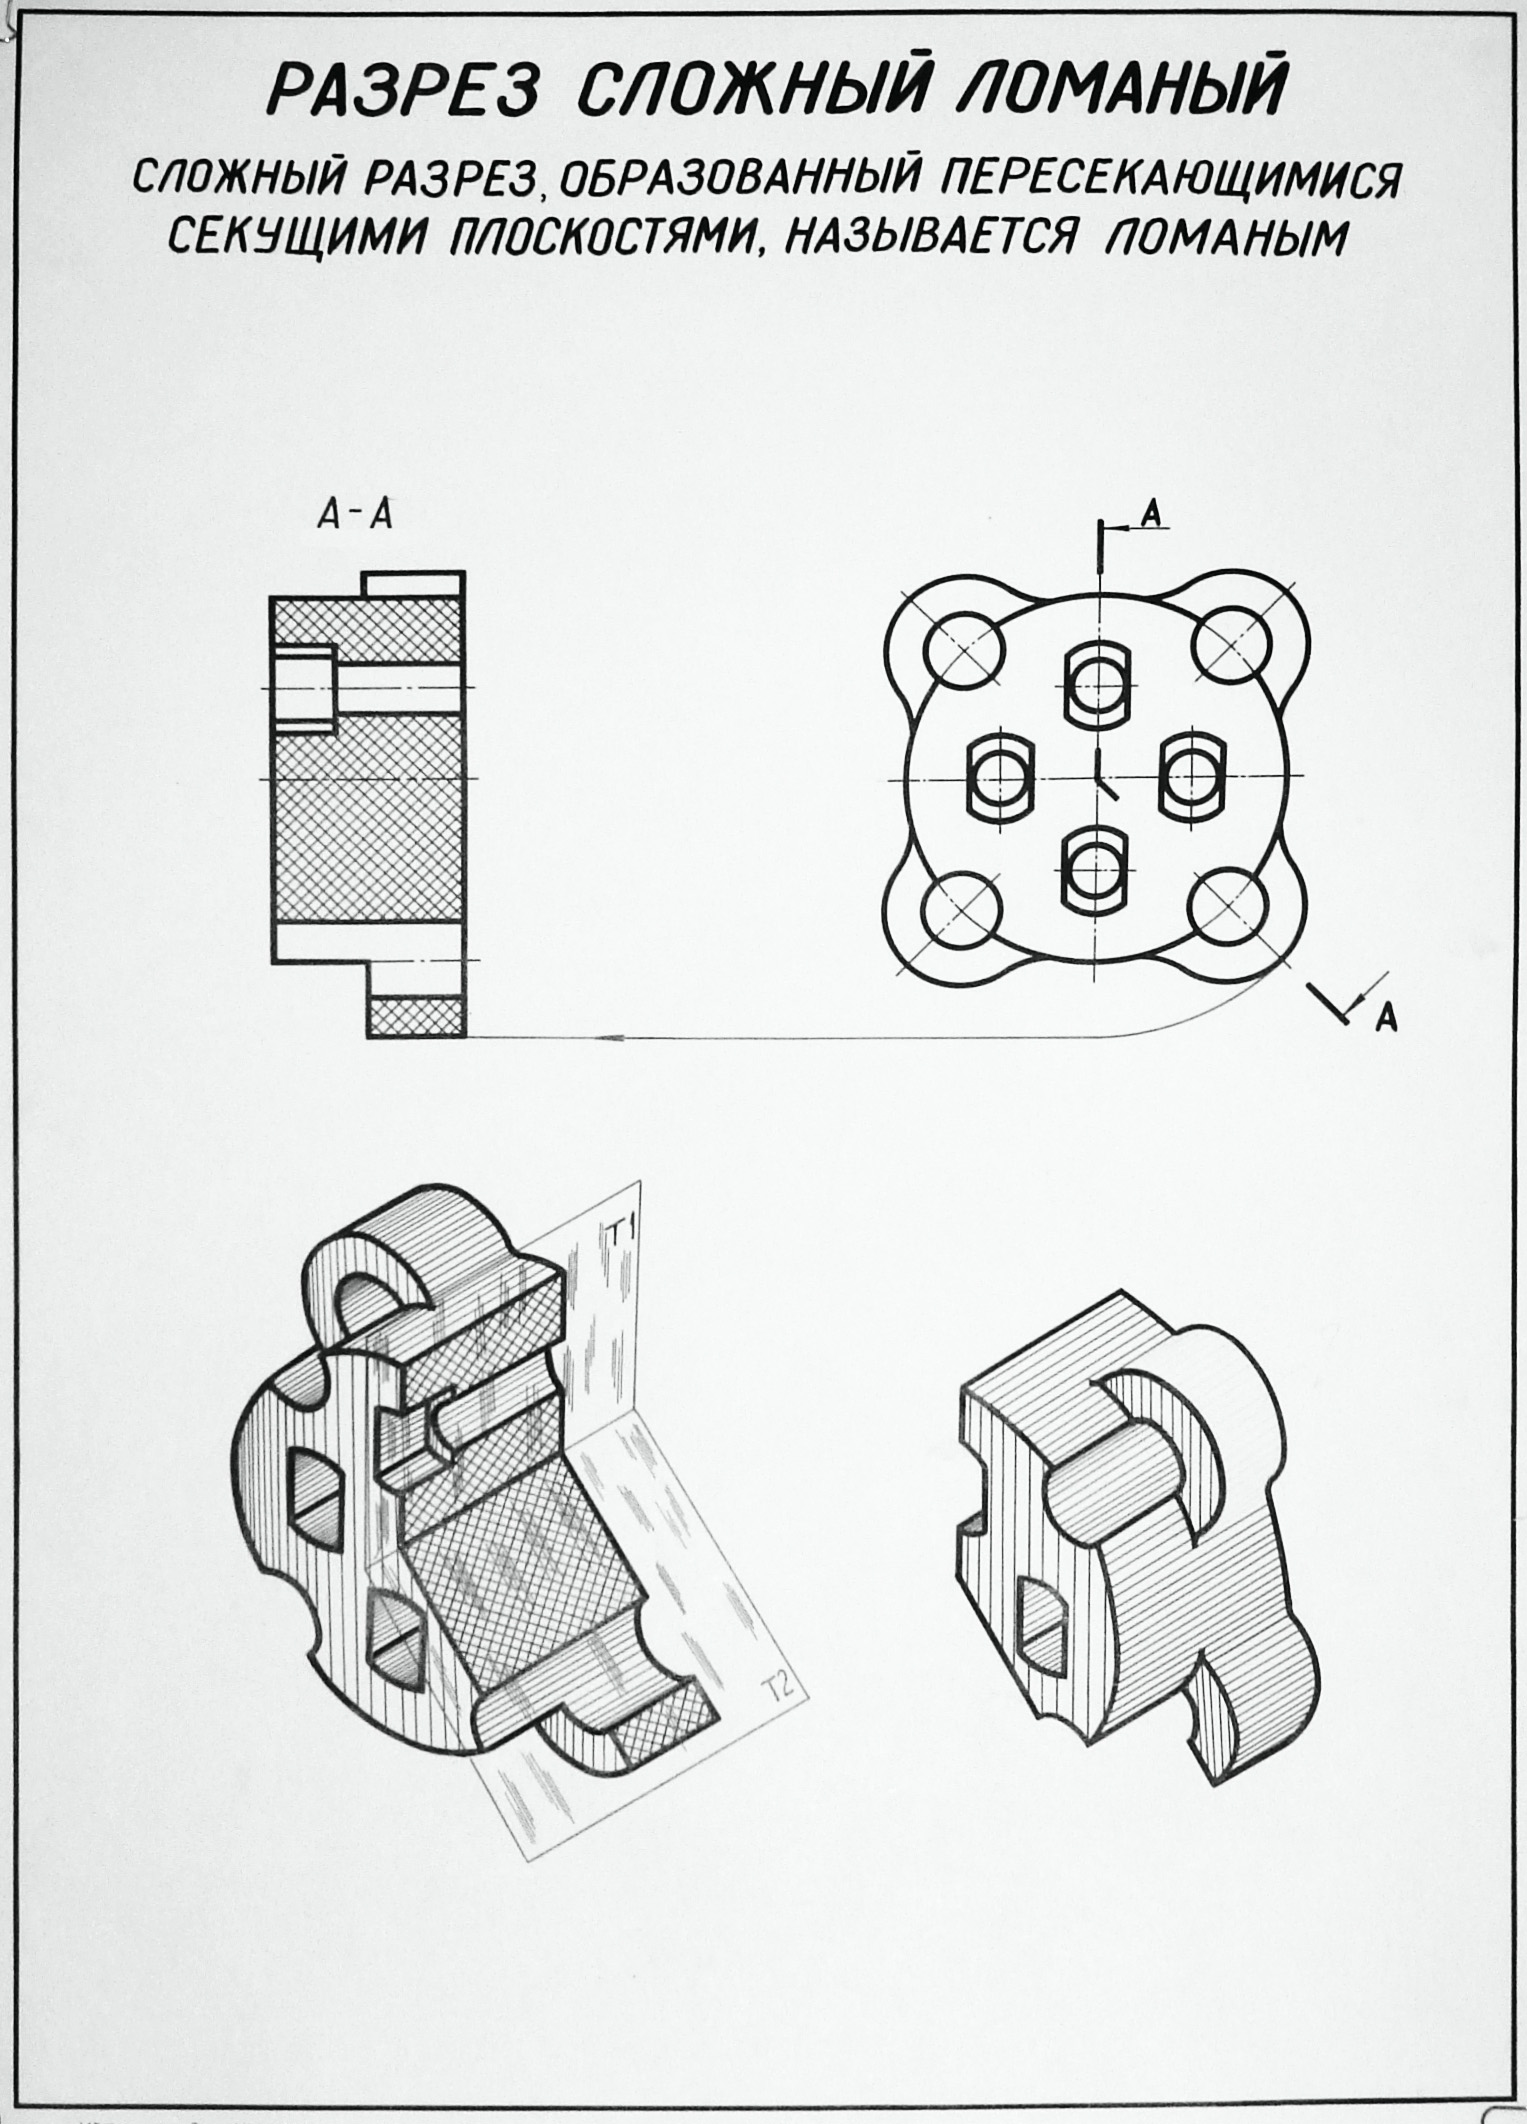 РАЗРЕЗ СЛОЖНЫЙ ЛОМАНЫЙ
СЛОЖНЫЙ РАЗРЕЗ, ОБРАЗОВАННЫЙ ПЕРЕСЕКАЮЩИМИСЯ
СЕКУЩИМИ ПЛОСКОСТЯМИ, НАЗЫВАЕТСЯ ЛОМАНЫМ
А-А
А
А
Т1
Т2